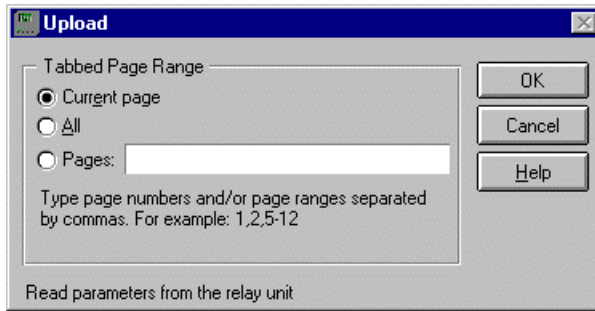 Upload
Tabbed Page Range
Current page
All
Pages:
Type page numbers and/or page ranges separated
by commas. For example: 1,2,5-12
OK
Cancel
Help
Read parameters from the relay unit